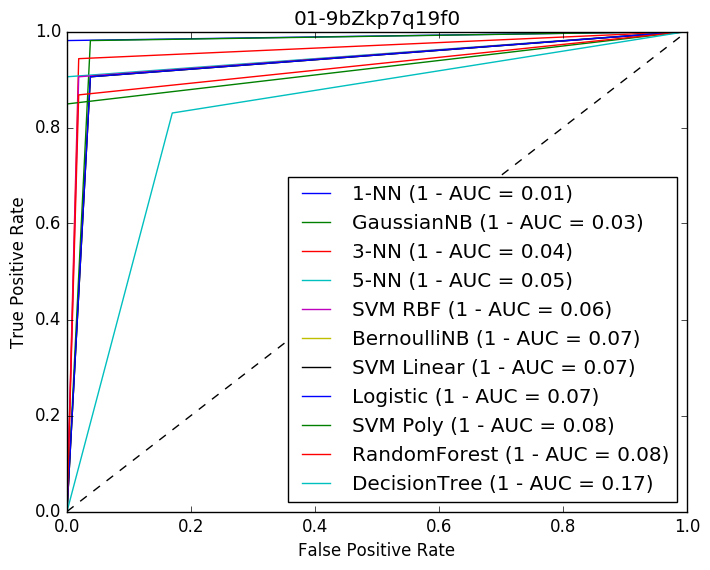 01-9bZkp7q19f0
1.0
0.8
0.6
0.4
0.2
0.0
True Positive Rate
1-NN (1 - AUC = 0.01)
GaussianNB (1 - AUC = 0.03)
3-NN (1 - AUC = 0.04)
5-NN (1 - AUC = 0.05)
SVM RBF (1 - AUC = 0.06)
BernoulliNB (1 - AUC = 0.07)
SVM Linear (1 - AUC = 0.07)
Logistic (1 - AUC = 0.07)
SVM Poly (1 - AUC = 0.08)
RandomForest (1 - AUC = 0.08)
DecisionTree (1 - AUC = 0.17)
0.0 0.2 0.4 0.6 0.8 1.0
False Positive Rate